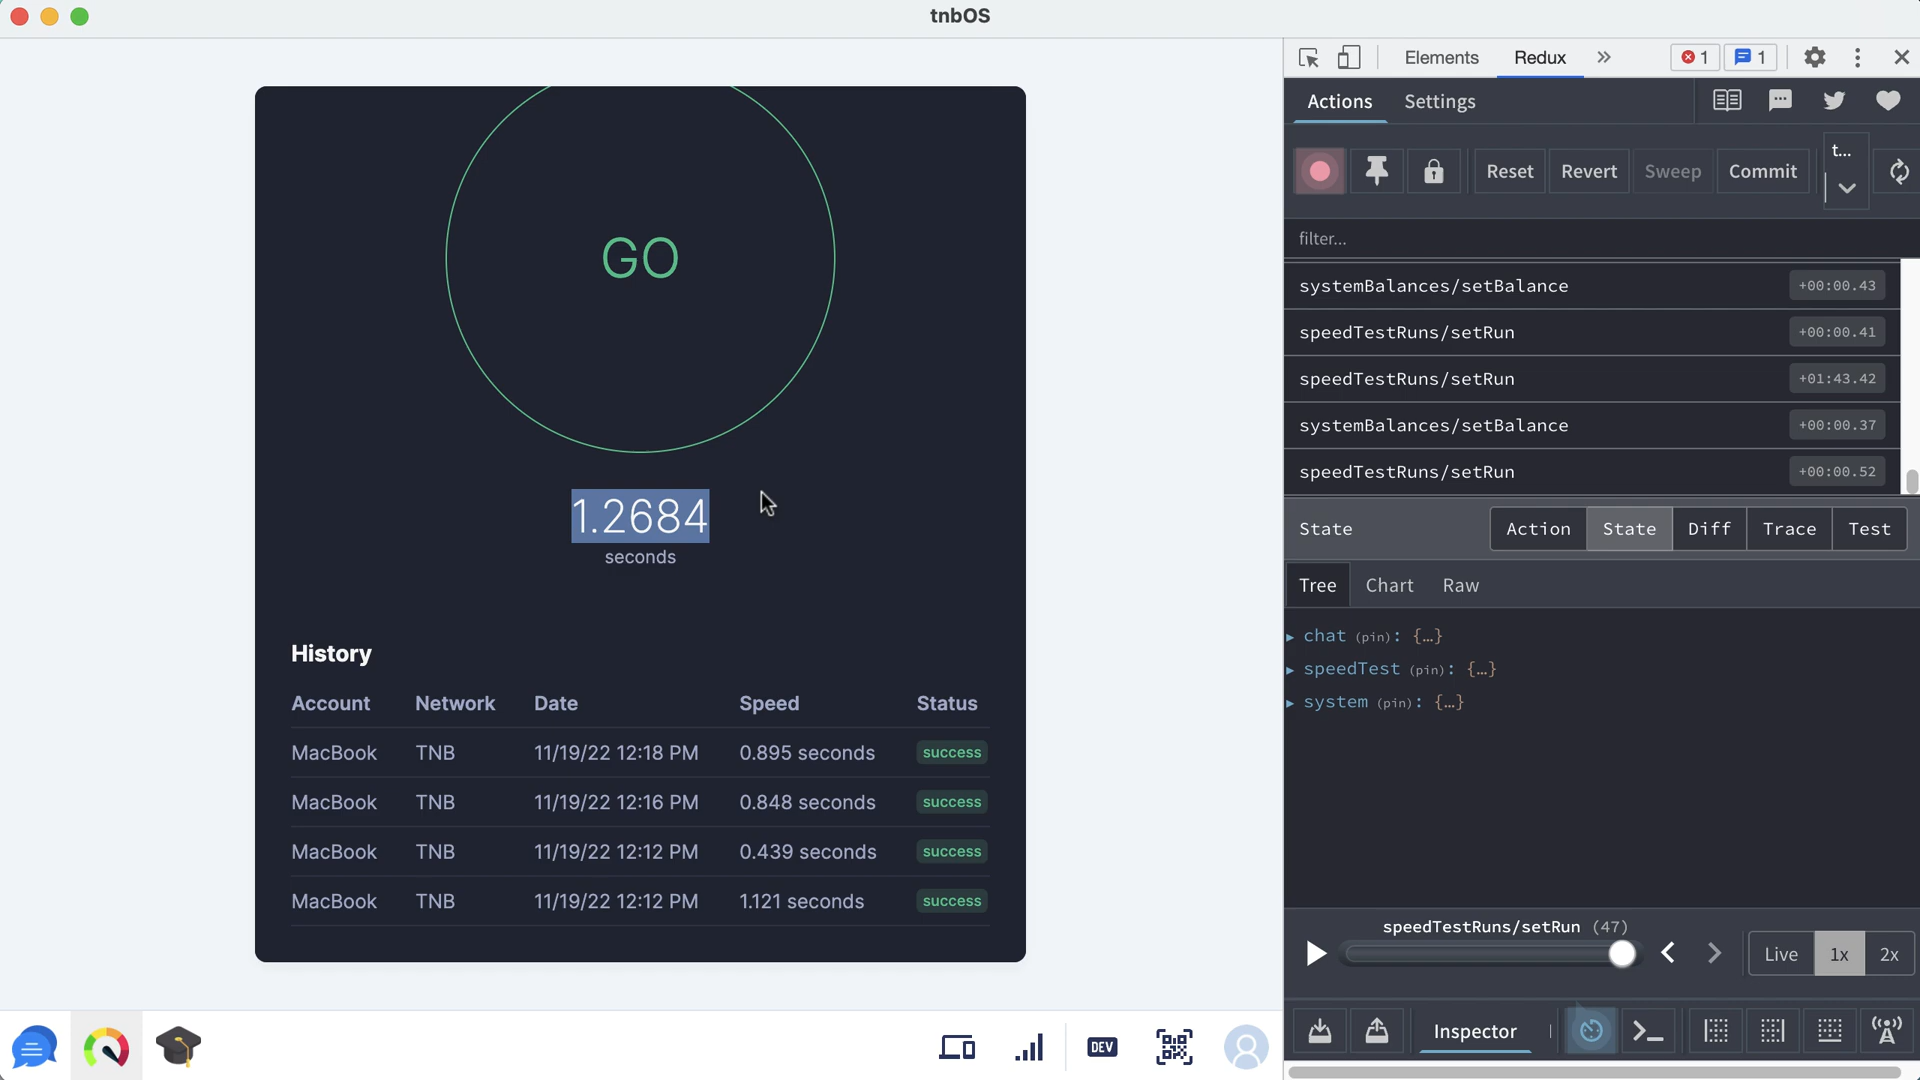 tnbOS
GO
1.2684
seconds
History
Account Network Date Speed Status
MacBook TNB 11/19/22 12:18 PM 0.895 seconds success
MacBook TNB 11/19/22 12:16 PM 0.848 seconds success
MacBook TNB 11/19/22 12:12 PM 0.439 seconds success
MacBook TNB 11/19/22 12:12 PM 1.121 seconds success
DEV
Elements Redux » 1 1
Actions Settings
Reset Revert Sweep Commit t...
filter...
systemBalances/setBalance +00:00.43
speedTestRuns/setRun +00:00.41
speedTestRuns/setRun +01:43.42
systemBalances/setBalance +00:00.37
speedTestRuns/setRun +00:00.52
State Action State Diff Trace Test
Tree Chart Raw
chat (pin): {…}
speedTest (pin): {…}
system (pin): {…}
speedTestRuns/setRun (47)
Live 1x 2x
Inspector